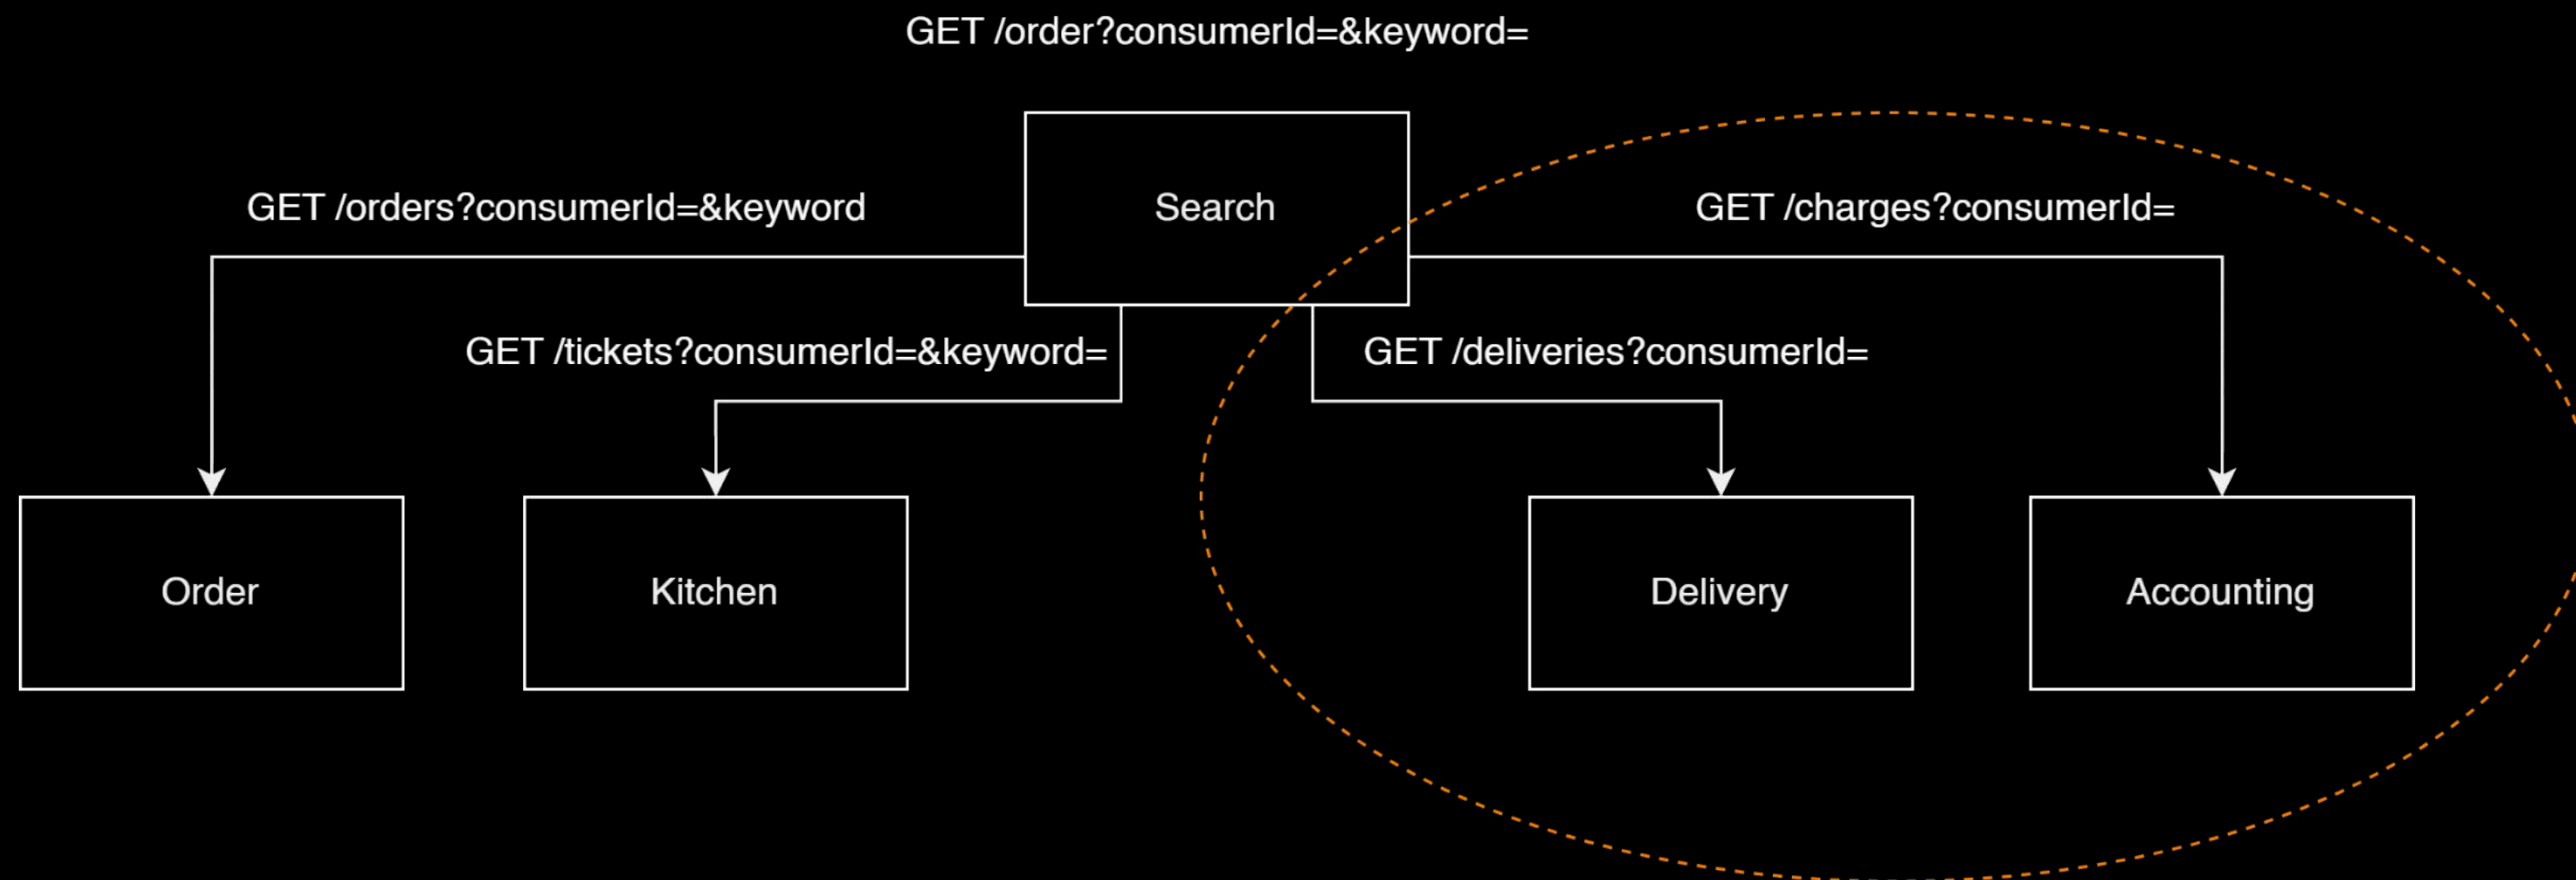 GET /order?consumerId=&keyword=
Search
GET /orders?consumerId=&keyword
GET /charges?consumerId=
GET /tickets?consumerId=&keyword=
GET /deliveries?consumerId=
Order
Kitchen
Delivery
Accounting